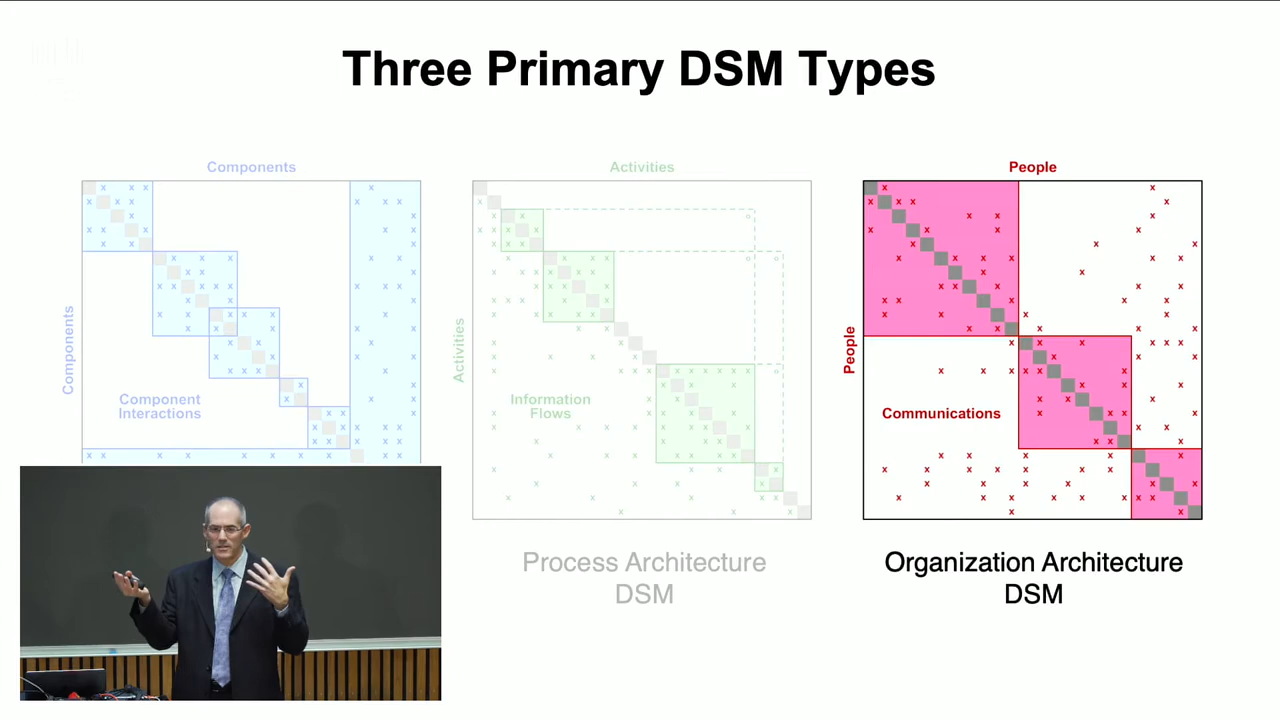 Three Primary DSM Types
Components
Components
Component
Interactions
Activities
Activities
Information
Flows
Process Architecture
DSM
People
People
Communications
Organization Architecture
DSM